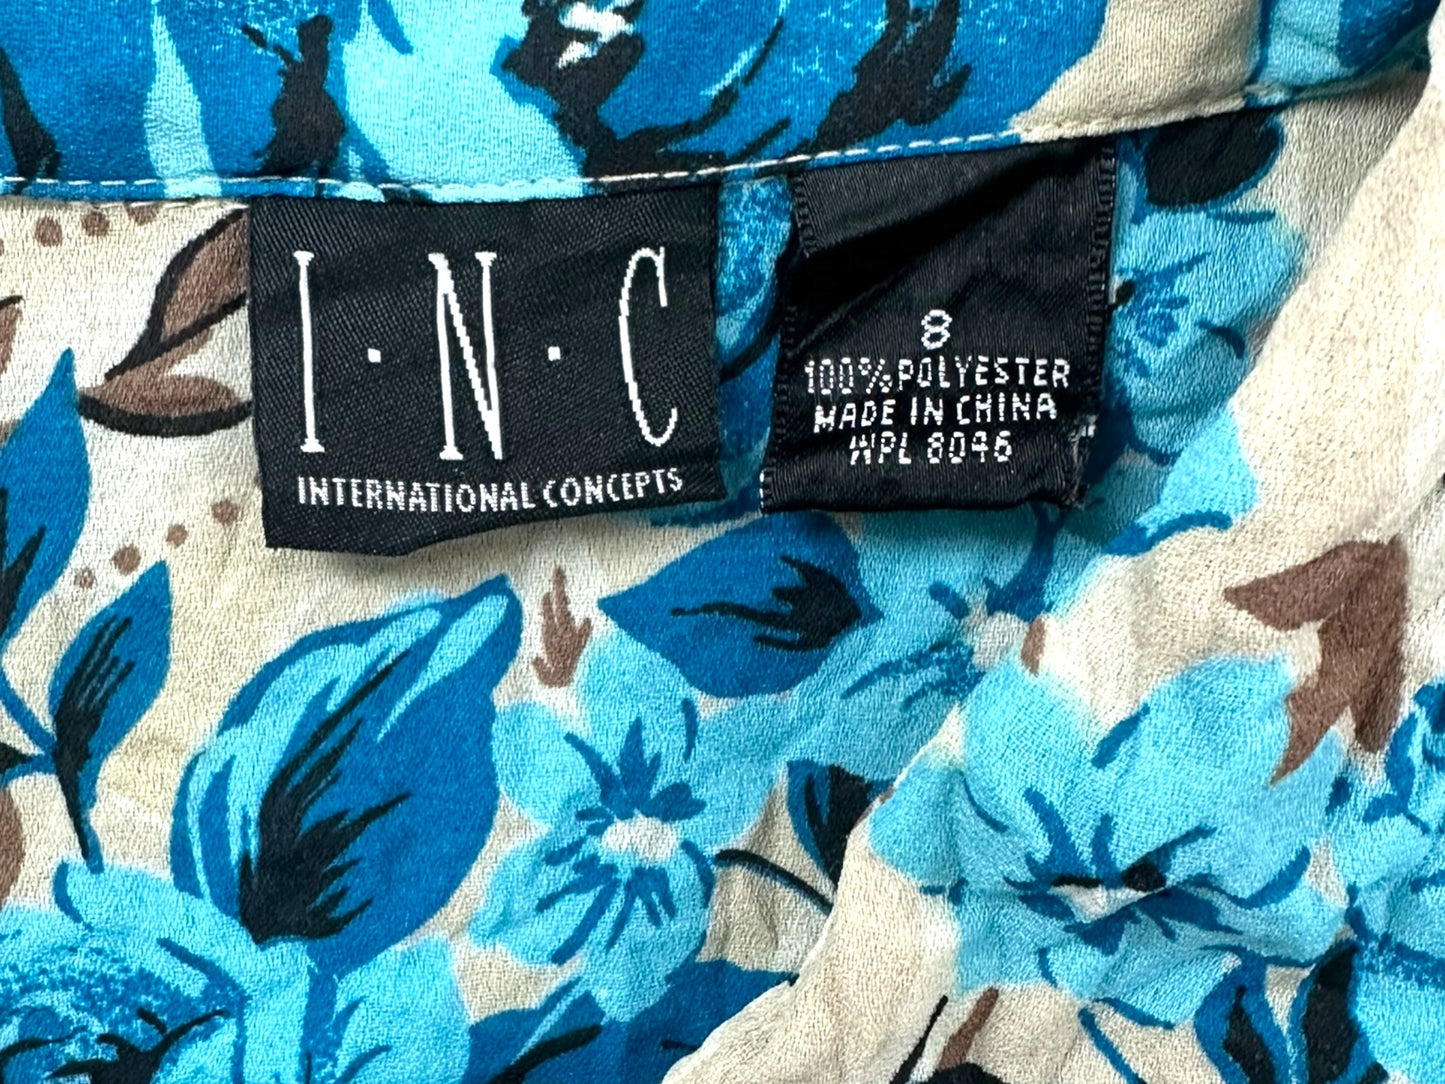 I·N·C
INTERNATIONAL CONCEPTS
8
100% POLYESTER
MADE IN CHINA
WPL 8046